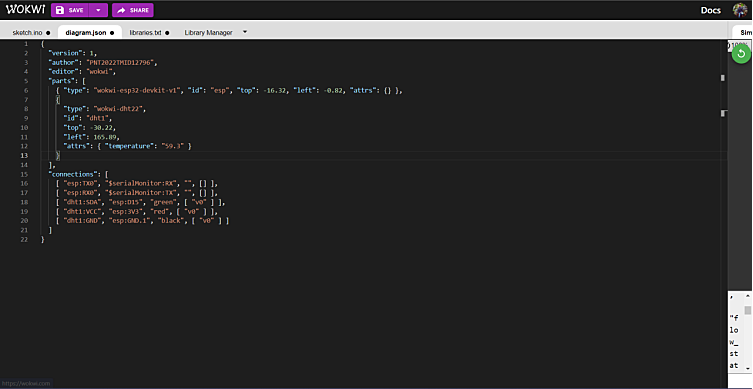 WOKWI SAVE SHARE Docs
sketch.ino diagram.json libraries.txt Library Manager Sim
100%
1 {
2 "version": 1,
3 "author": "PNT2022TMID12796",
4 "editor": "wokwi",
5 "parts": [
6 { "type": "wokwi-esp32-devkit-v1", "id": "esp", "top": -16.32, "left": -0.82, "attrs": {} },
7 {
8 "type": "wokwi-dht22",
9 "id": "dht1",
10 "top": -30.22,
11 "left": 165.89,
12 "attrs": { "temperature": "59.3" }
13 }
14 ],
15 "connections": [
16 [ "esp:TX0", "$serialMonitor:RX", "", [] ],
17 [ "esp:RX0", "$serialMonitor:TX", "", [] ],
18 [ "dht1:SDA", "esp:D15", "green", [ "v0" ] ],
19 [ "dht1:VCC", "esp:3V3", "red", [ "v0" ] ],
20 [ "dht1:GND", "esp:GND.1", "black", [ "v0" ] ]
21 ]
22 }
,
"f
lo
w_
st
at
https://wokwi.com